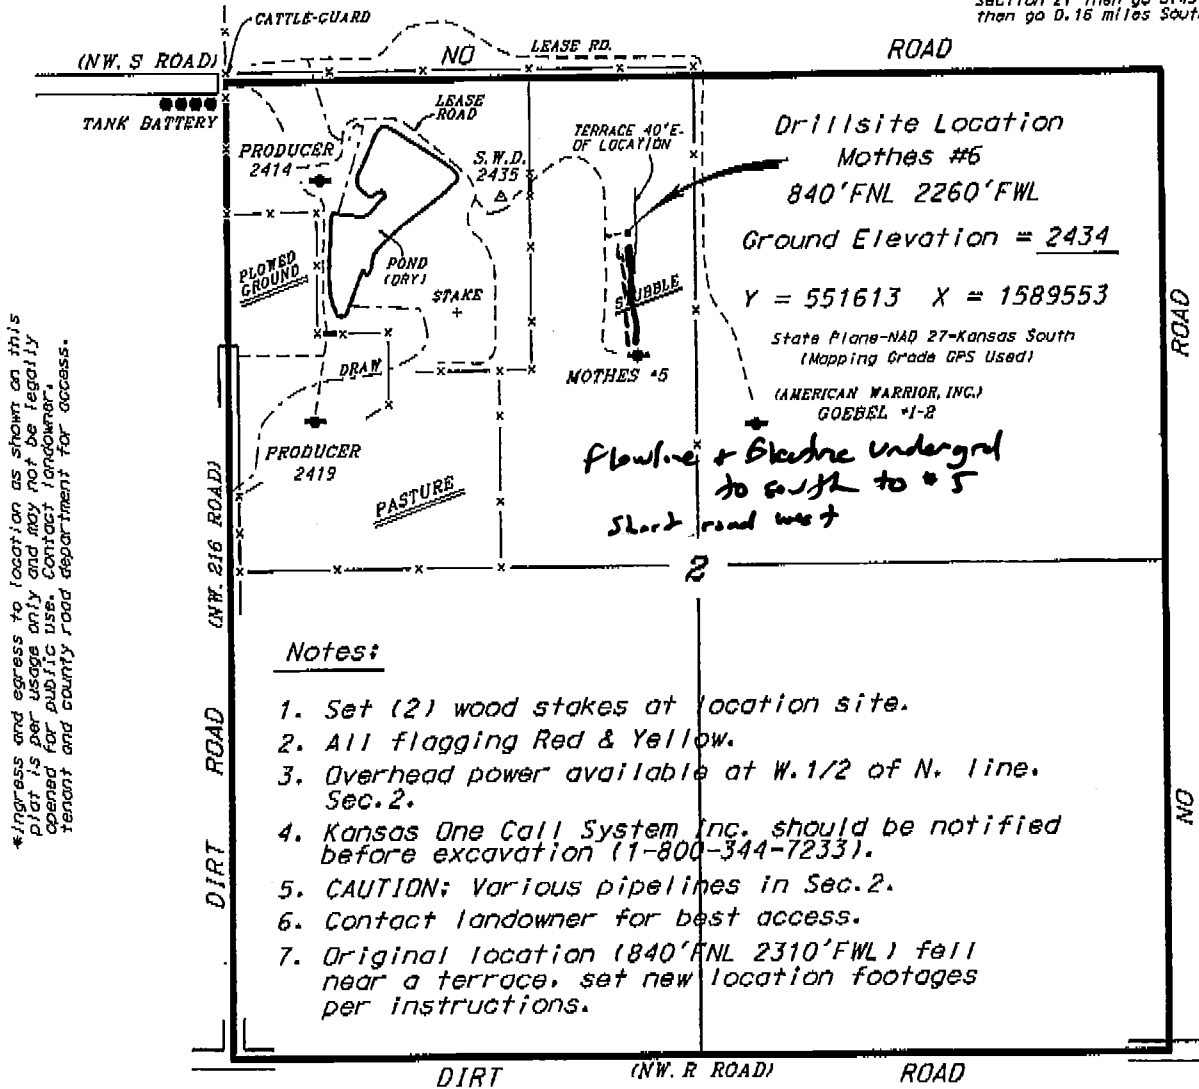 then go 0.16 miles South
CATTLE-GUARD
(NW. S ROAD)
NO
LEASE RD.
ROAD
TANK BATTERY
LEASE
ROAD
PRODUCER
2414
S.W.D.
2435
TERRACE 40'E-
OF LOCATION
Drillsite Location
Mothes #6
840'FNL 2260'FWL
Ground Elevation = 2434
PLOWED
GROUND
POND
(DRY)
STAKE
STUBBLE
Y = 551613 X = 1589553
State Plane-NAD 27-Kansas South
(Mapping Grade GPS Used)
ROAD
DRAW
MOTHES #5
(AMERICAN WARRIOR, INC.)
GOEBEL #1-2
PRODUCER
2419
PASTURE
Flowline + Electric undergrd
to south to #5
Short road west
2
*Ingress and egress to location as shown on this
plat is per usage only and may not be legally
opened for public use. Contact landowner,
tenant and county road department for access.
(NW. 216 ROAD)
DIRT ROAD
Notes:
1. Set (2) wood stakes at location site.
2. All flagging Red & Yellow.
3. Overhead power available at W.1/2 of N. line.
Sec.2.
4. Kansas One Call System Inc. should be notified
before excavation (1-800-344-7233).
5. CAUTION: Various pipelines in Sec.2.
6. Contact landowner for best access.
7. Original location (840'FNL 2310'FWL) fell
near a terrace, set new location footages
per instructions.
NO
DIRT
(NW. R ROAD)
ROAD